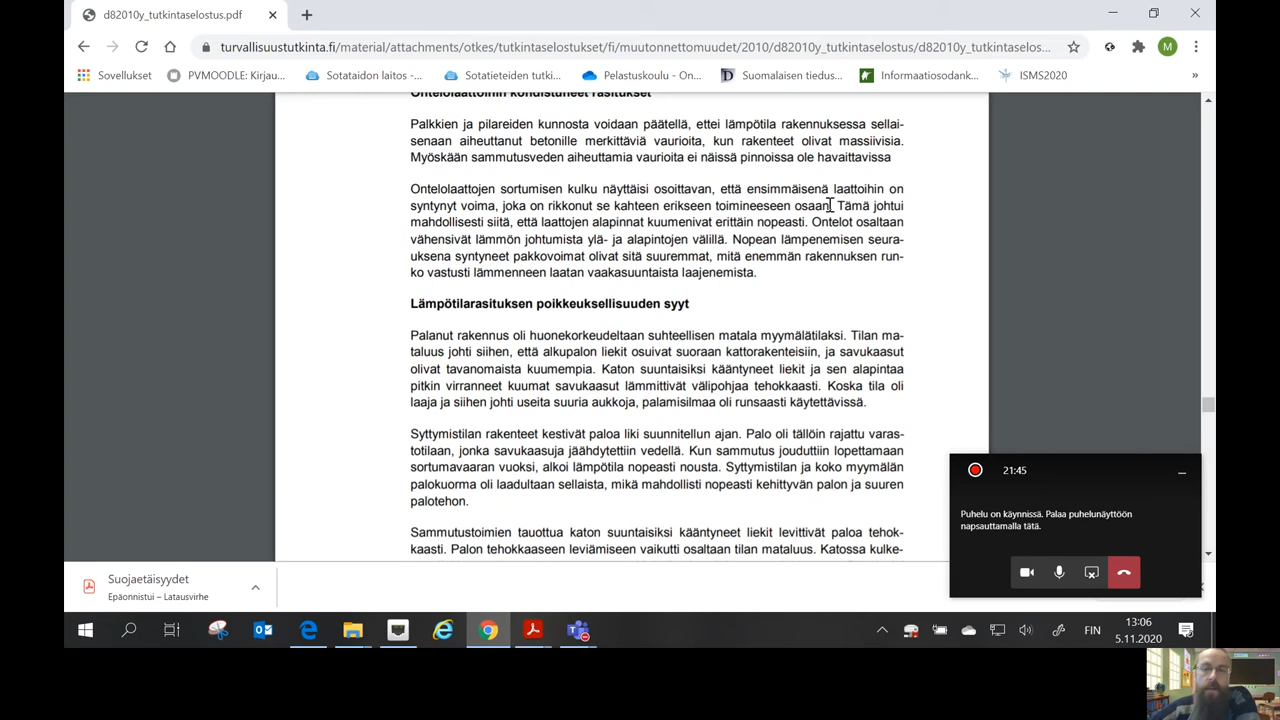 d82010y_tutkintaselostus.pdf
turvallisuustutkinta.fi/material/attachments/otkes/tutkintaselostukset/fi/muutonnettomuudet/2010/d82010y_tutkintaselostus/d82010y_tutkintaselos...
Sovellukset PVMOODLE: Kirjau... Sotataidon laitos -... Sotatieteiden tutki... Pelastuskoulu - On... Suomalaisen tiedus... Informaatiosodank... ISMS2020 »
Ontelolaattoihin kohdistuneet rasitukset
Palkkien ja pilareiden kunnosta voidaan päätellä, ettei lämpötila rakennuksessa sellai-
senaan aiheuttanut betonille merkittäviä vaurioita, kun rakenteet olivat massiivisia.
Myöskään sammutusveden aiheuttamia vaurioita ei näissä pinnoissa ole havaittavissa
Ontelolaattojen sortumisen kulku näyttäisi osoittavan, että ensimmäisenä laattoihin on
syntynyt voima, joka on rikkonut se kahteen erikseen toimineeseen osaan. Tämä johtui
mahdollisesti siitä, että laattojen alapinnat kuumenivat erittäin nopeasti. Ontelot osaltaan
vähensivät lämmön johtumista ylä- ja alapintojen välillä. Nopean lämpenemisen seura-
uksena syntyneet pakkovoimat olivat sitä suuremmat, mitä enemmän rakennuksen run-
ko vastusti lämmenneen laatan vaakasuuntaista laajenemista.
Lämpötilarasituksen poikkeuksellisuuden syyt
Palanut rakennus oli huonekorkeudeltaan suhteellisen matala myymälätilaksi. Tilan ma-
taluus johti siihen, että alkupalon liekit osuivat suoraan kattorakenteisiin, ja savukaasut
olivat tavanomaista kuumempia. Katon suuntaisiksi kääntyneet liekit ja sen alapintaa
pitkin virranneet kuumat savukaasut lämmittivät välipohjaa tehokkaasti. Koska tila oli
laaja ja siihen johti useita suuria aukkoja, palamisilmaa oli runsaasti käytettävissä.
Syttymistilan rakenteet kestivät paloa liki suunnitellun ajan. Palo oli tällöin rajattu varas-
totilaan, jonka savukaasuja jäähdytettiin vedellä. Kun sammutus jouduttiin lopettamaan
sortumavaaran vuoksi, alkoi lämpötila nopeasti nousta. Syttymistilan ja koko myymälän
palokuorma oli laadultaan sellaista, mikä mahdollisti nopeasti kehittyvän palon ja suuren
palotehon.
Sammutustoimien tauottua katon suuntaisiksi kääntyneet liekit levittivät paloa tehok-
kaasti. Palon tehokkaaseen leviämiseen vaikutti osaltaan tilan mataluus. Katossa kulke-
21:45
Puhelu on käynnissä. Palaa puhelunäyttöön
napsauttamalla tätä.
Suojaetäisyydet
Epäonnistui – Latausvirhe
FIN
13:06
5.11.2020